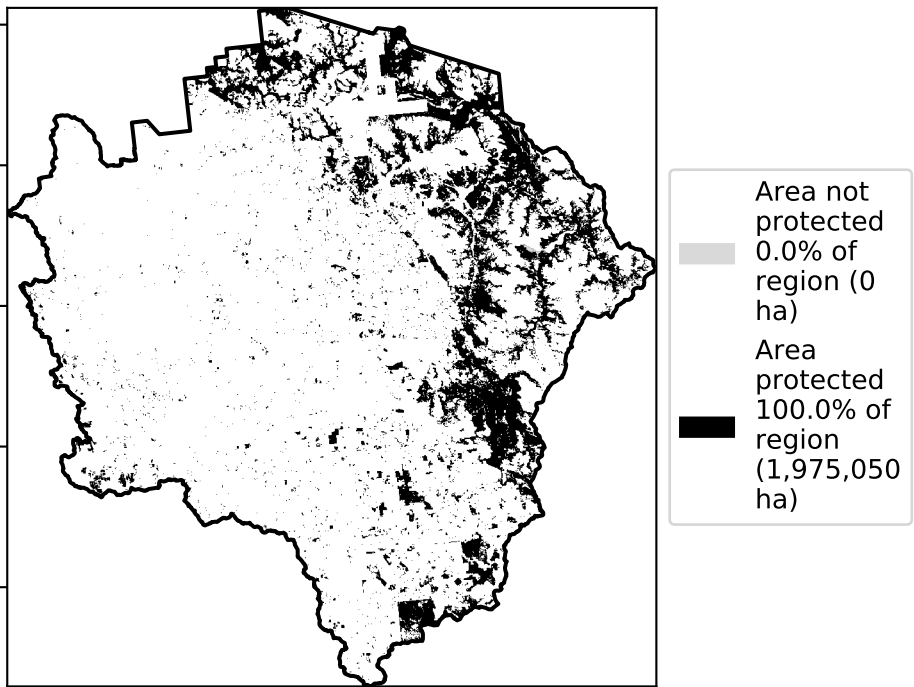 Area not
protected
0.0% of
region (0
ha)
Area
protected
100.0% of
region
(1,975,050
ha)